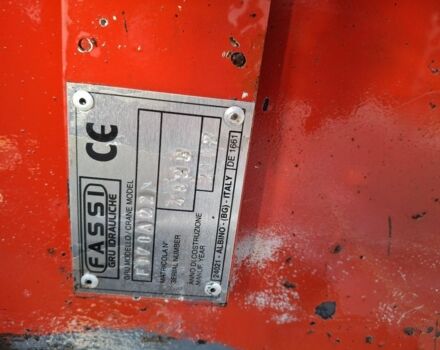 FASSI
GRU IDRAULICHE
CE
GRU MODELLO / CRANE MODEL
MATRICOLA N°
SERIAL NUMBER
ANNO DI COSTRUZIONE
MANUF. YEAR
24021 - ALBINO - (BG) - ITALY DE 1661